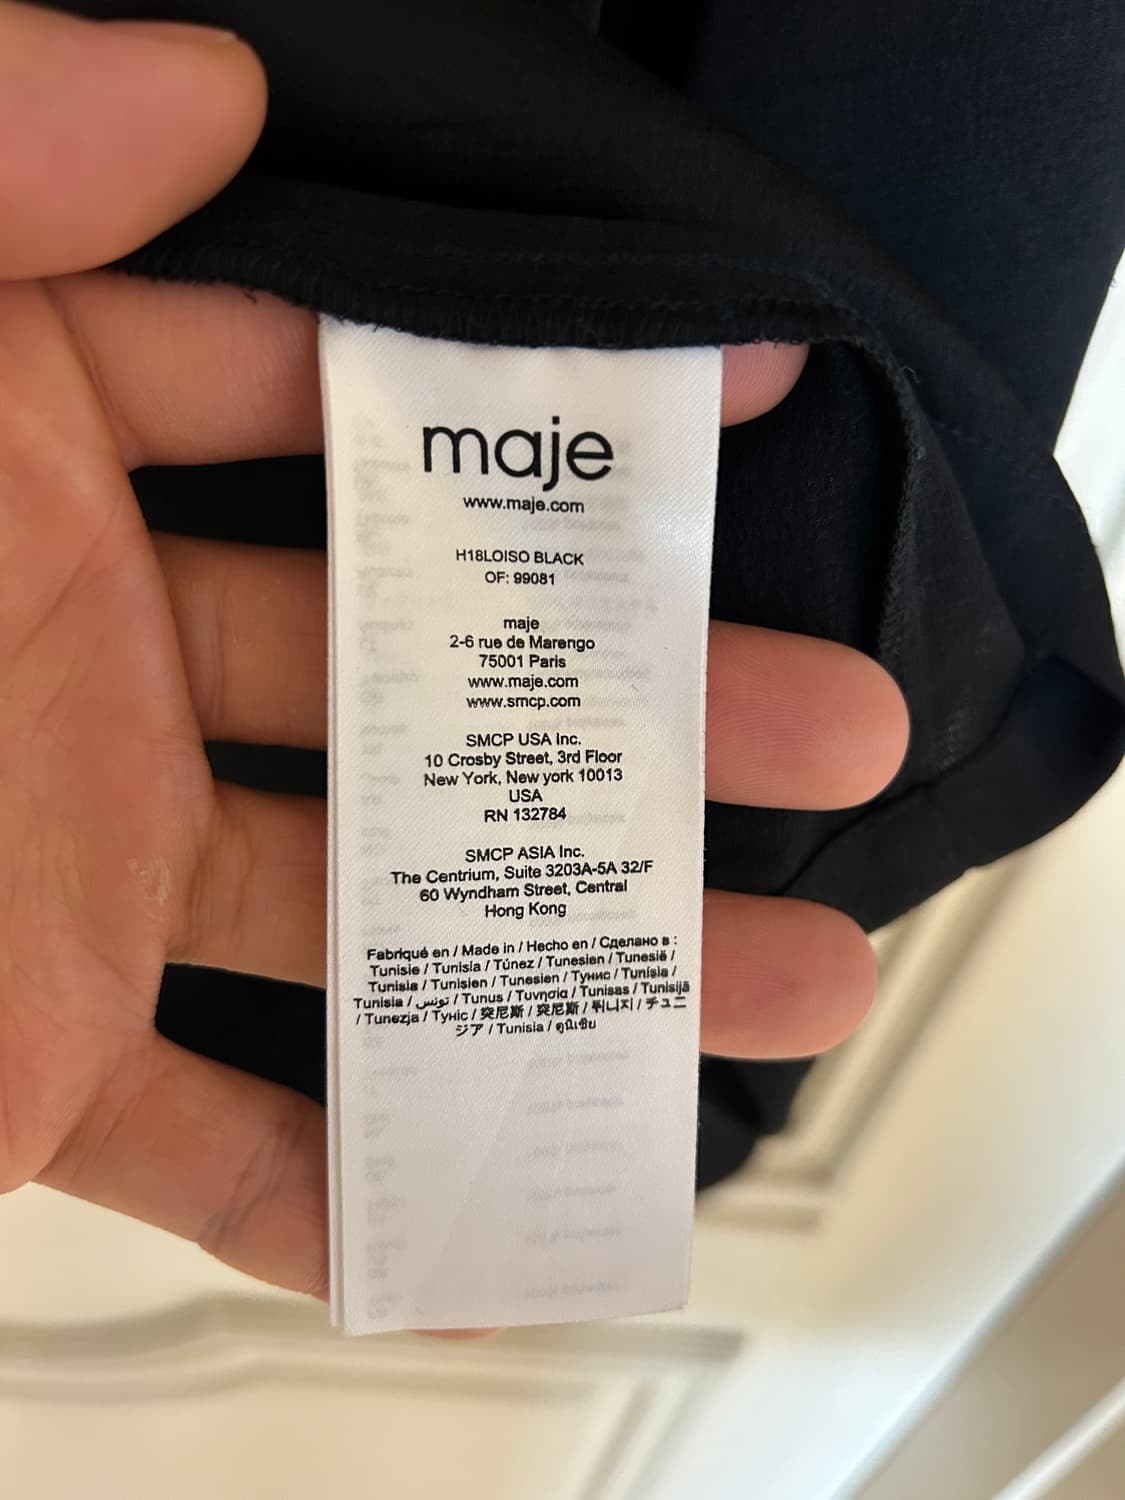 maje
www.maje.com
H18LOISO BLACK
OF: 99081
maje
2-6 rue de Marengo
75001 Paris
www.maje.com
www.smcp.com
SMCP USA Inc.
10 Crosby Street, 3rd Floor
New York, New york 10013
USA
RN 132784
SMCP ASIA Inc.
The Centrium, Suite 3203A-5A 32/F
60 Wyndham Street, Central
Hong Kong
Fabriqué en / Made in / Hecho en / Сделано в :
Tunisie / Tunisia / Túnez / Tunesien / Tunesië /
Tunisia / Tunisien / Tunesien / Тунис / Tunísia /
Tunisia / تونس / Tunus / Τυνησία / Tunisas / Tunisijā
/ Tunezja / Туніс / 突尼斯 / 突尼斯 / 튀니지 / チュニ
ジア / Tunisia / ตูนิเซีย